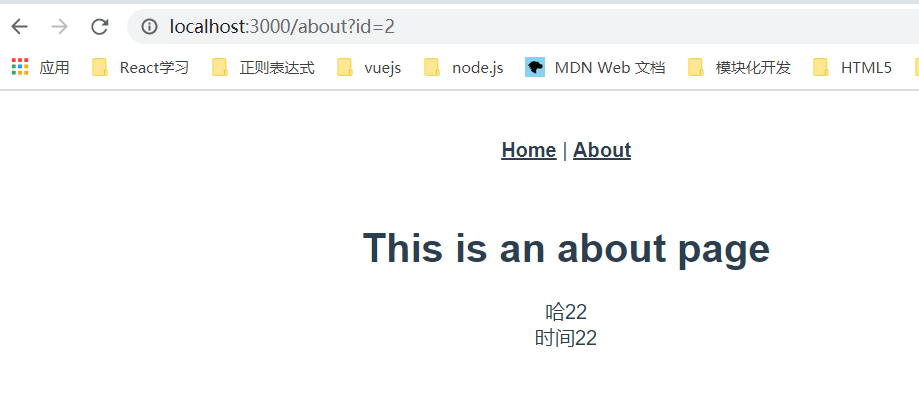 localhost:3000/about?id=2
应用 React学习 正则表达式 vuejs node.js MDN Web 文档 模块化开发 HTML5
Home | About
This is an about page
哈22
时间22